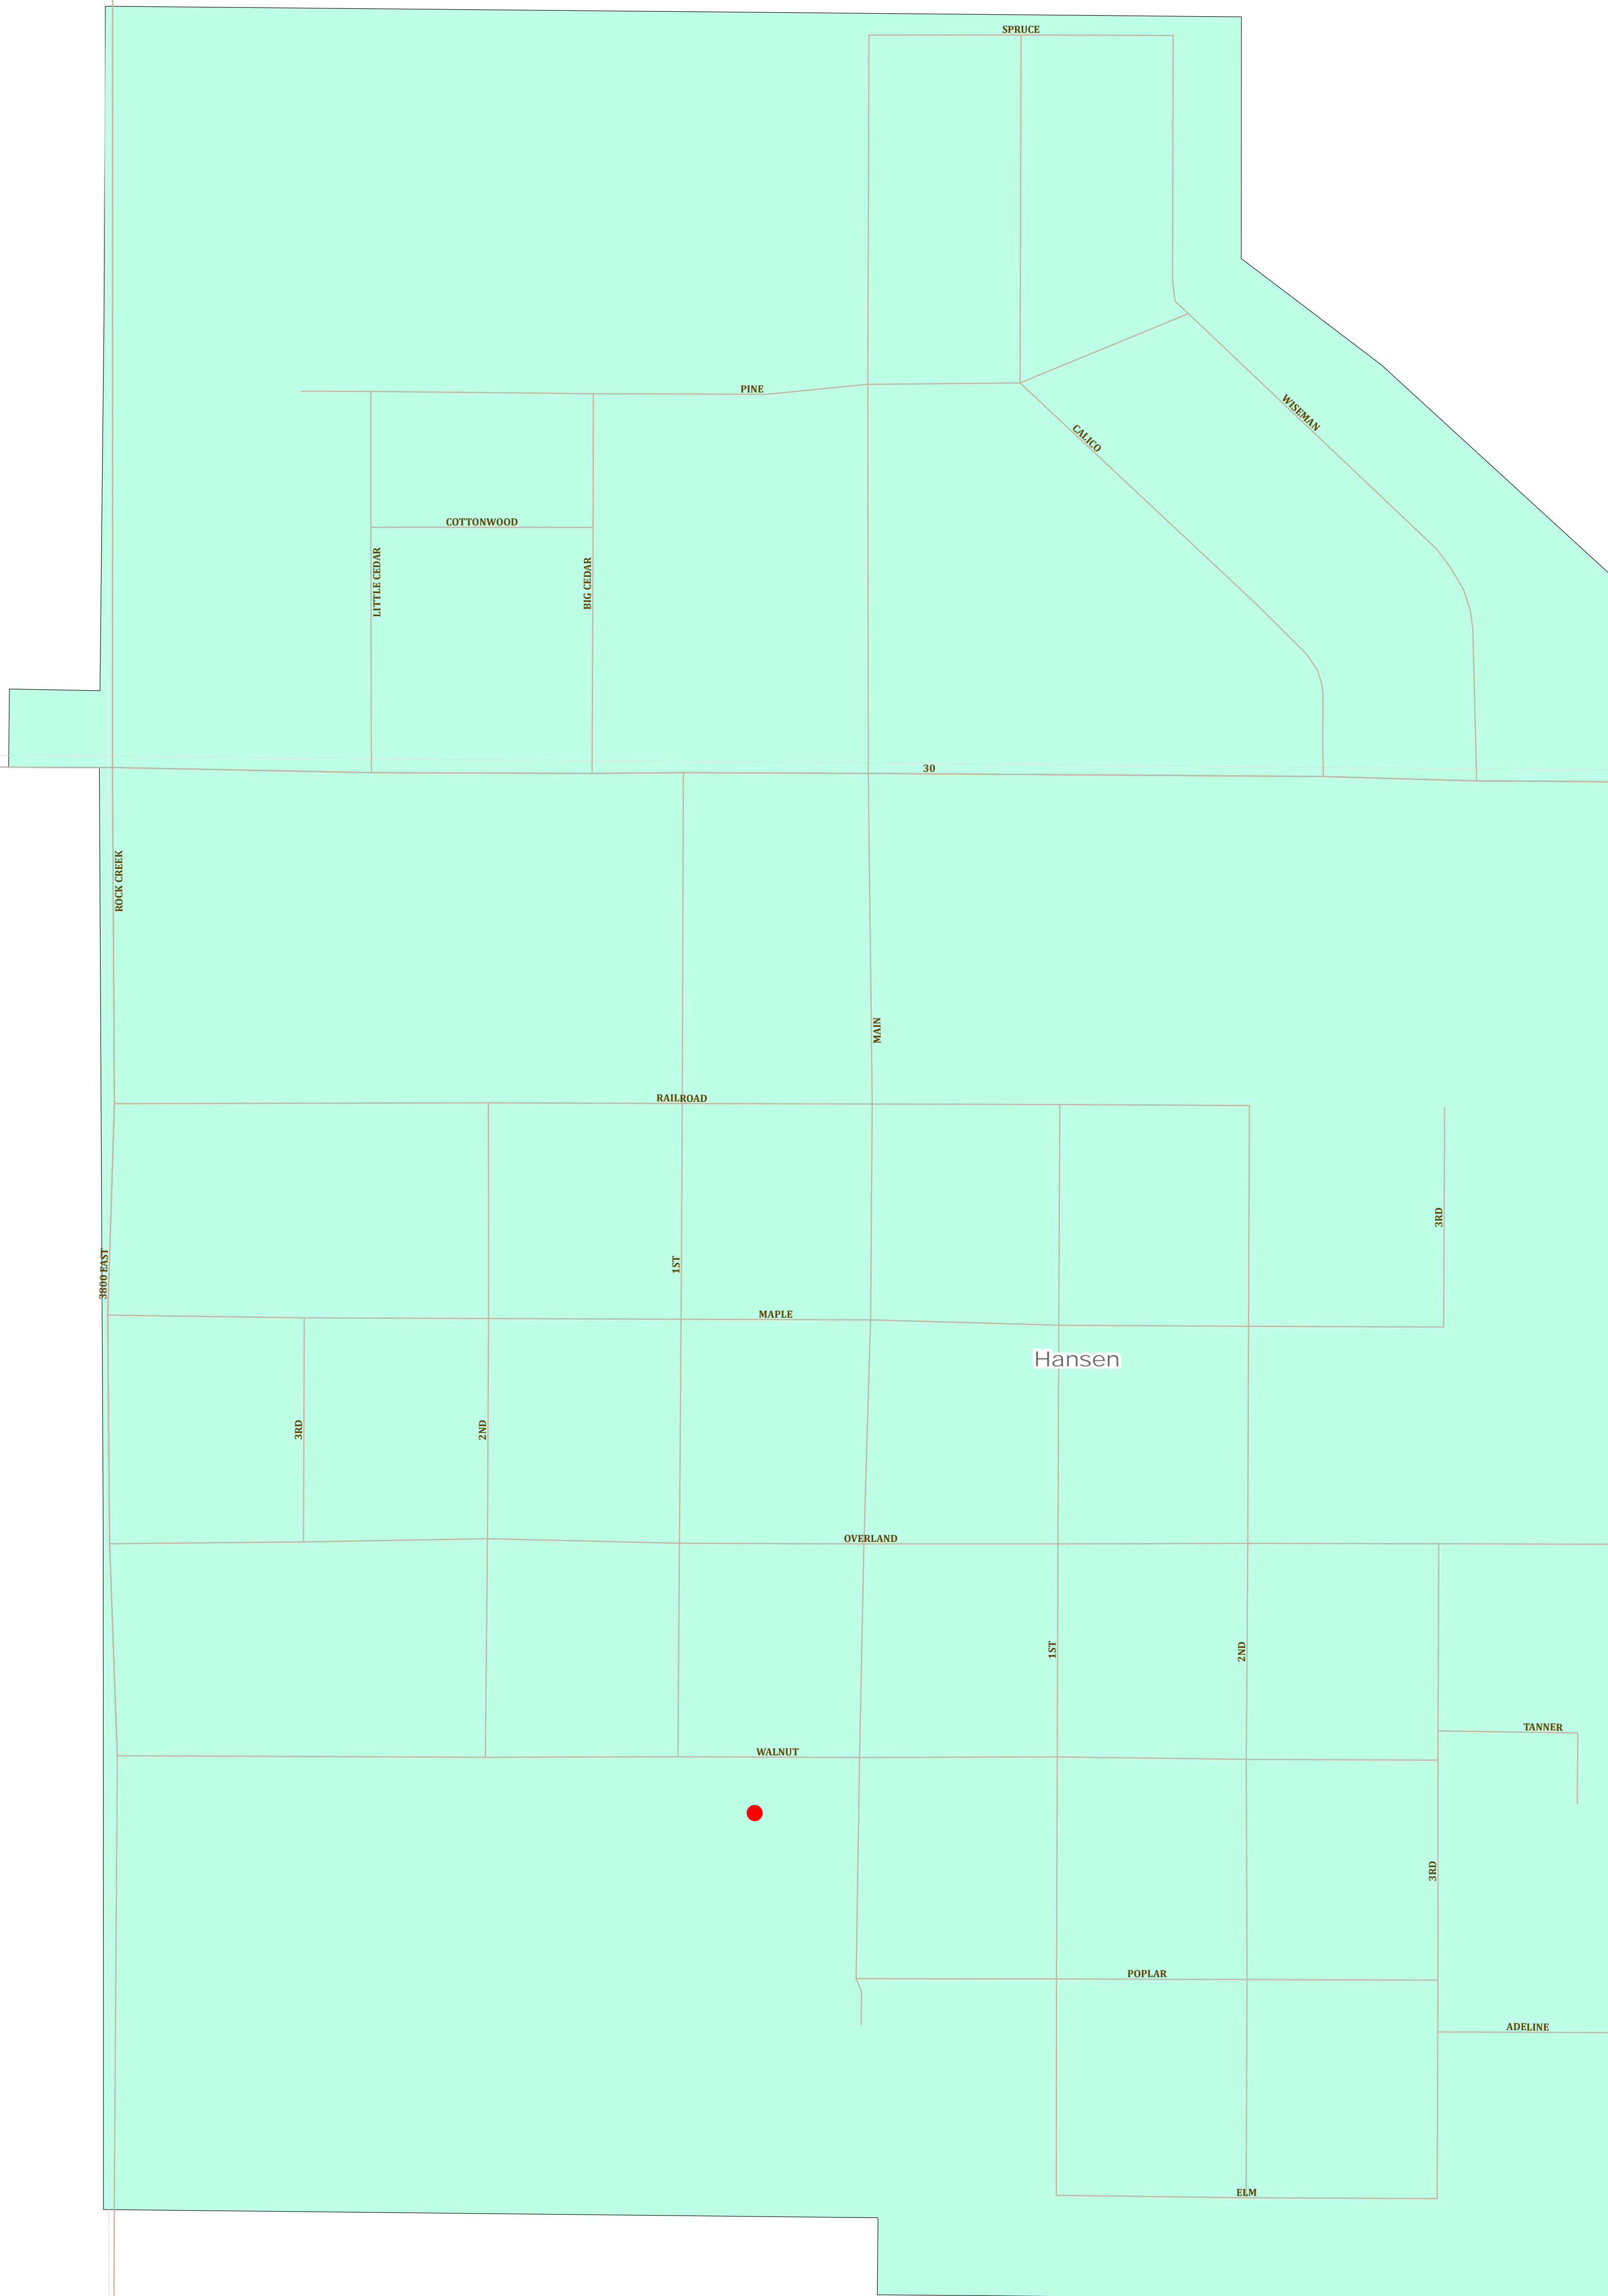 SPRUCE
PINE
WISEMAN
CALICO
COTTONWOOD
LITTLE CEDAR
BIG CEDAR
30
ROCK CREEK
MAIN
RAILROAD
3RD
3800 EAST
1ST
MAPLE
Hansen
3RD
2ND
OVERLAND
1ST
2ND
TANNER
WALNUT
3RD
POPLAR
ADELINE
ELM